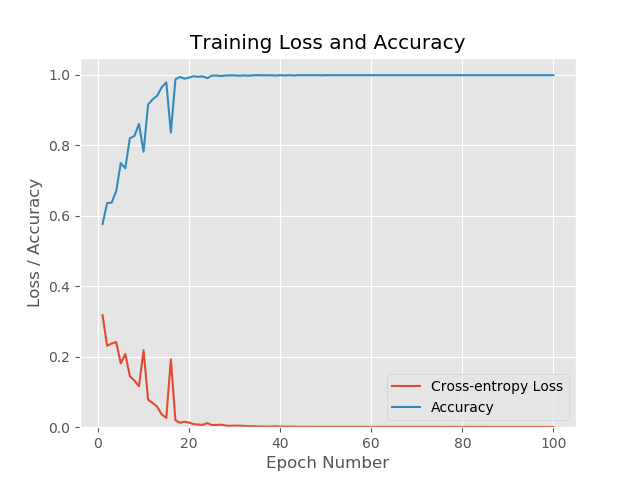 Training Loss and Accuracy
1.0
0.8
0.6
0.4
0.2
0.0
Loss / Accuracy
0
20
40
60
80
100
Epoch Number
Cross-entropy Loss
Accuracy